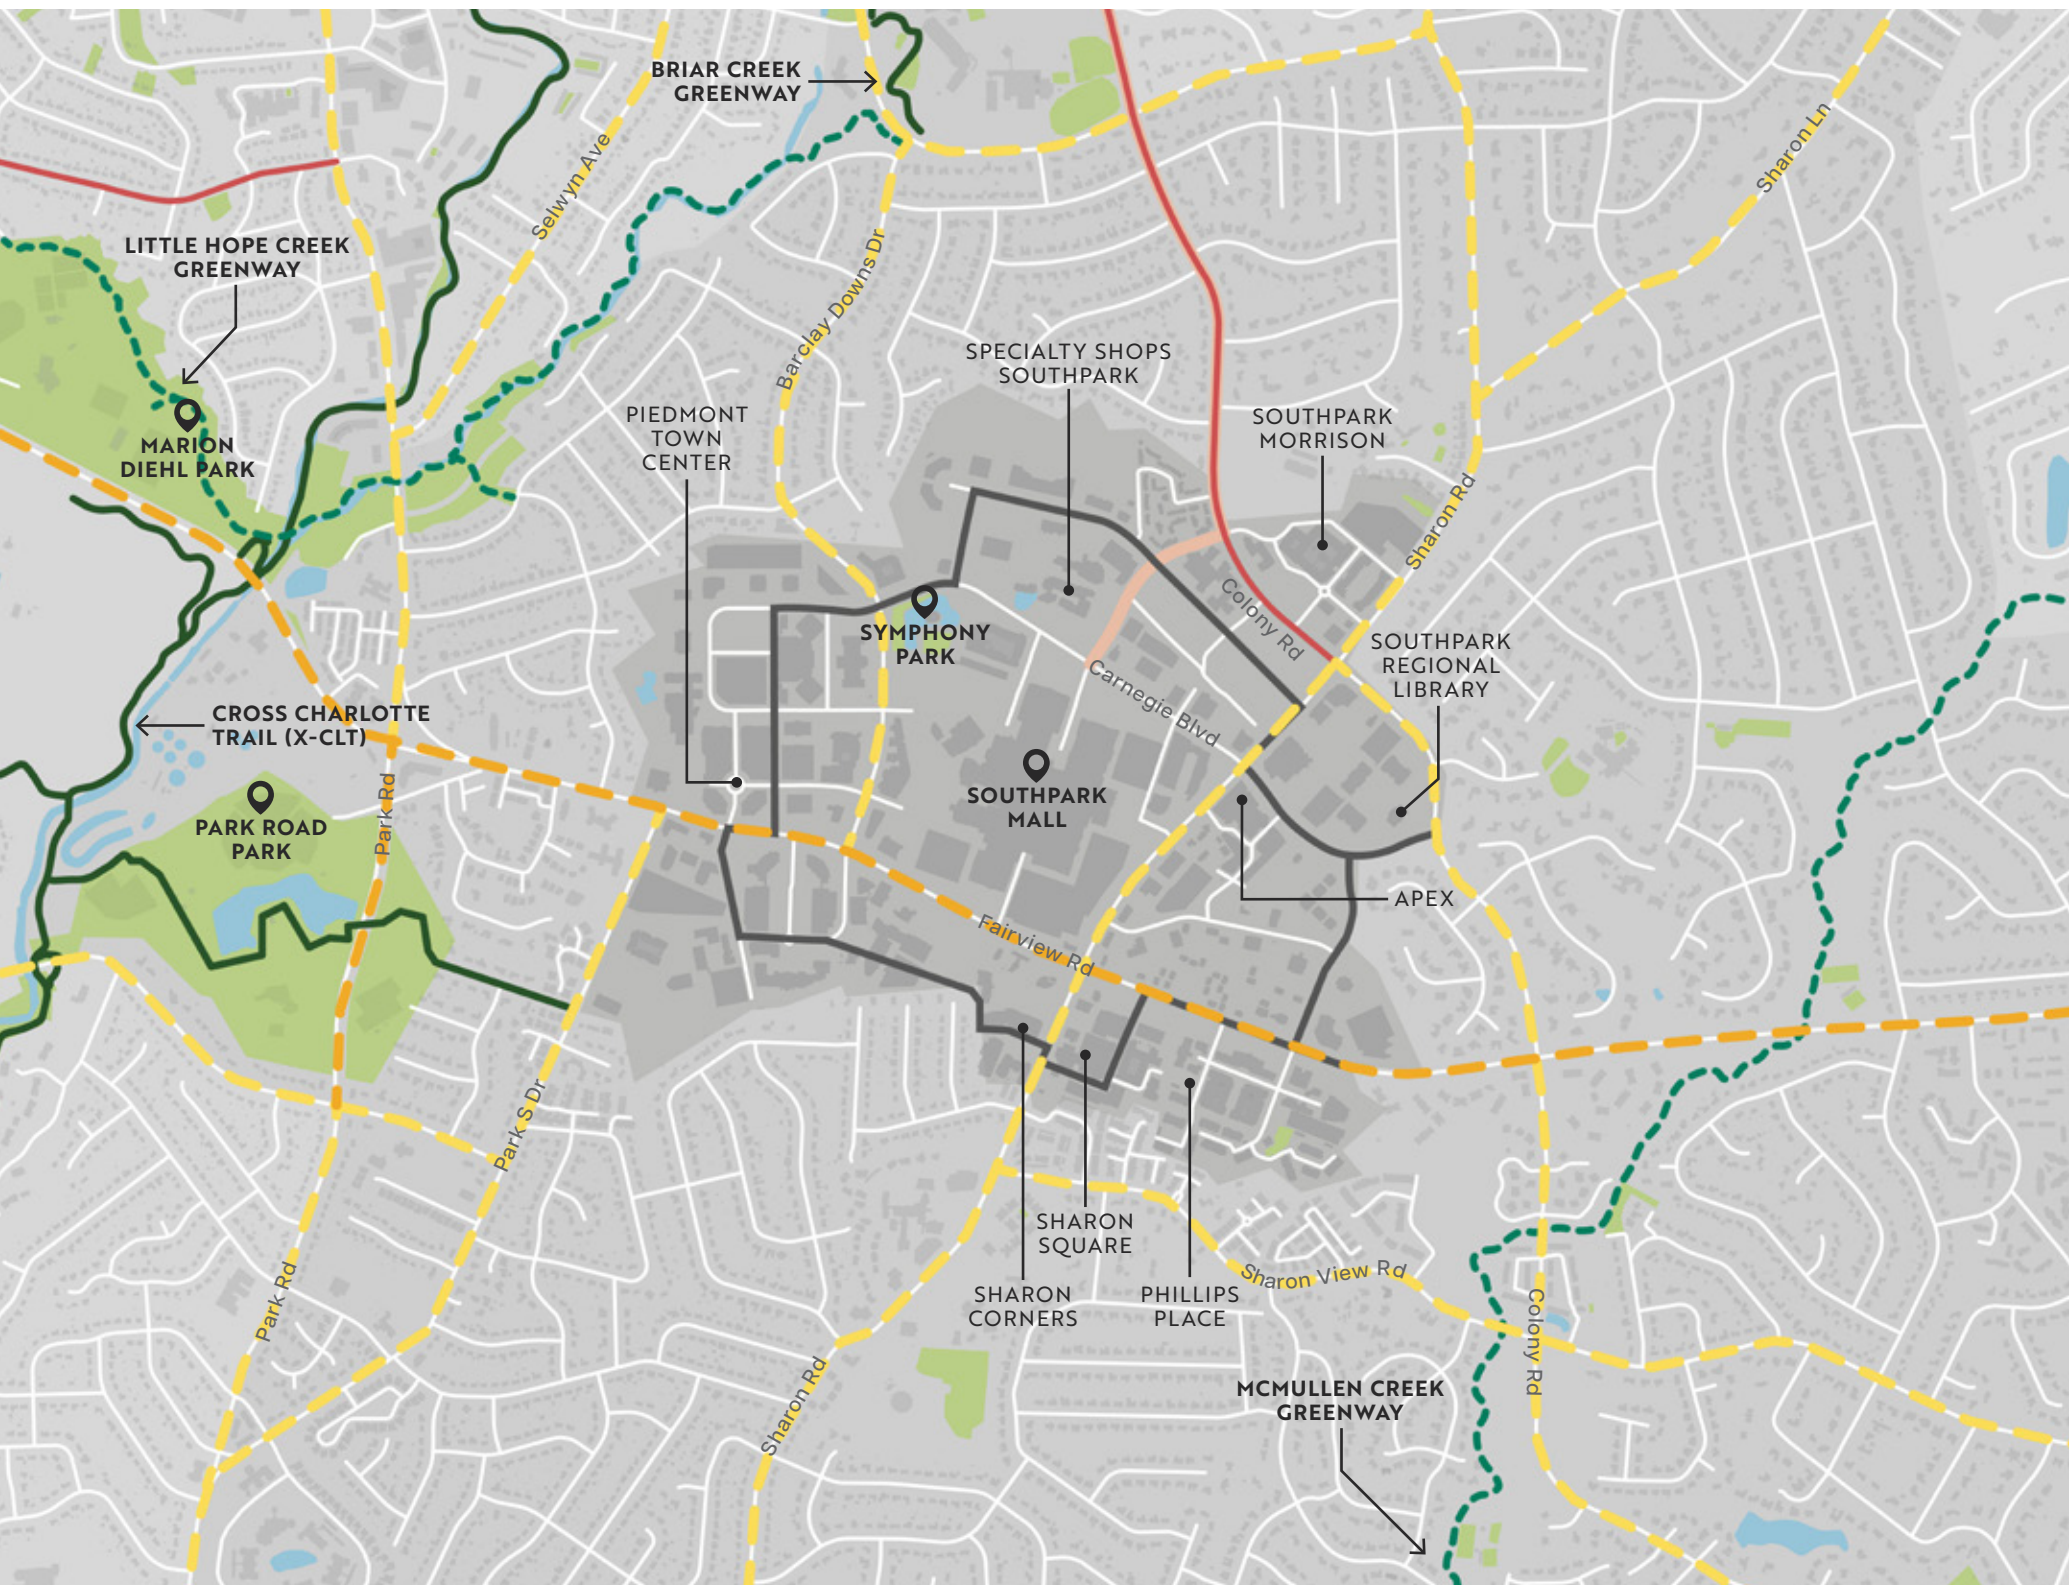 BRIAR CREEK
GREENWAY
Selwyn Ave
Sharon Ln
LITTLE HOPE CREEK
GREENWAY
Barclay Downs Dr
SPECIALTY SHOPS
SOUTHPARK
PIEDMONT
TOWN
CENTER
SOUTHPARK
MORRISON
MARION
DIEHL PARK
Sharon Rd
Colony Rd
SYMPHONY
PARK
SOUTHPARK
REGIONAL
LIBRARY
Carnegie Blvd
CROSS CHARLOTTE
TRAIL (X-CLT)
SOUTHPARK
MALL
Park Rd
PARK ROAD
PARK
APEX
Fairview Rd
Park S Dr
SHARON
SQUARE
Sharon View Rd
SHARON
CORNERS
PHILLIPS
PLACE
Park Rd
Colony Rd
Sharon Rd
MCMULLEN CREEK
GREENWAY